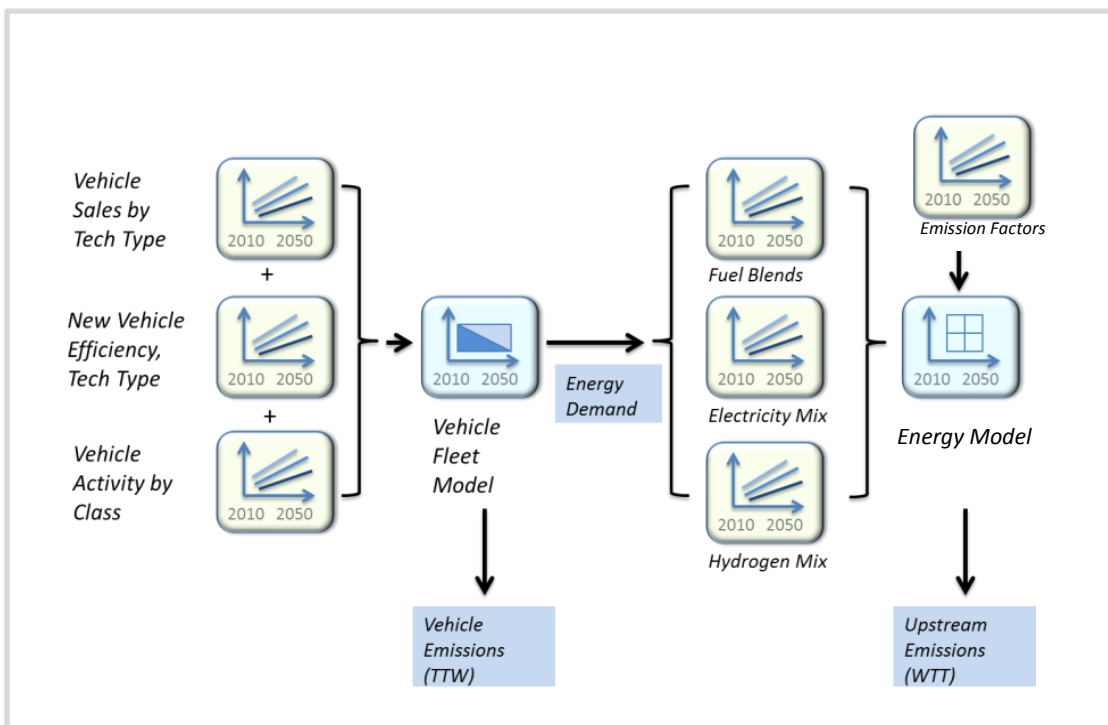 Vehicle
Sales by
Tech Type
2010 2050
+
New Vehicle
Efficiency,
Tech Type
2010 2050
+
Vehicle
Activity by
Class
2010 2050
2010 2050
Vehicle
Fleet
Model
Energy
Demand
Vehicle
Emissions
(TTW)
2010 2050
Fuel Blends
2010 2050
Electricity Mix
2010 2050
Hydrogen Mix
2010 2050
Emission Factors
2010 2050
Energy Model
Upstream
Emissions
(WTT)